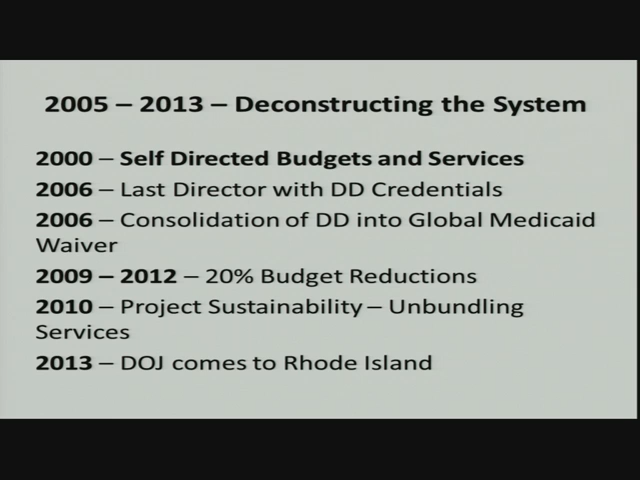 2005 – 2013 – Deconstructing the System
2000 – Self Directed Budgets and Services
2006 – Last Director with DD Credentials
2006 – Consolidation of DD into Global Medicaid
Waiver
2009 – 2012 – 20% Budget Reductions
2010 – Project Sustainability – Unbundling
Services
2013 – DOJ comes to Rhode Island